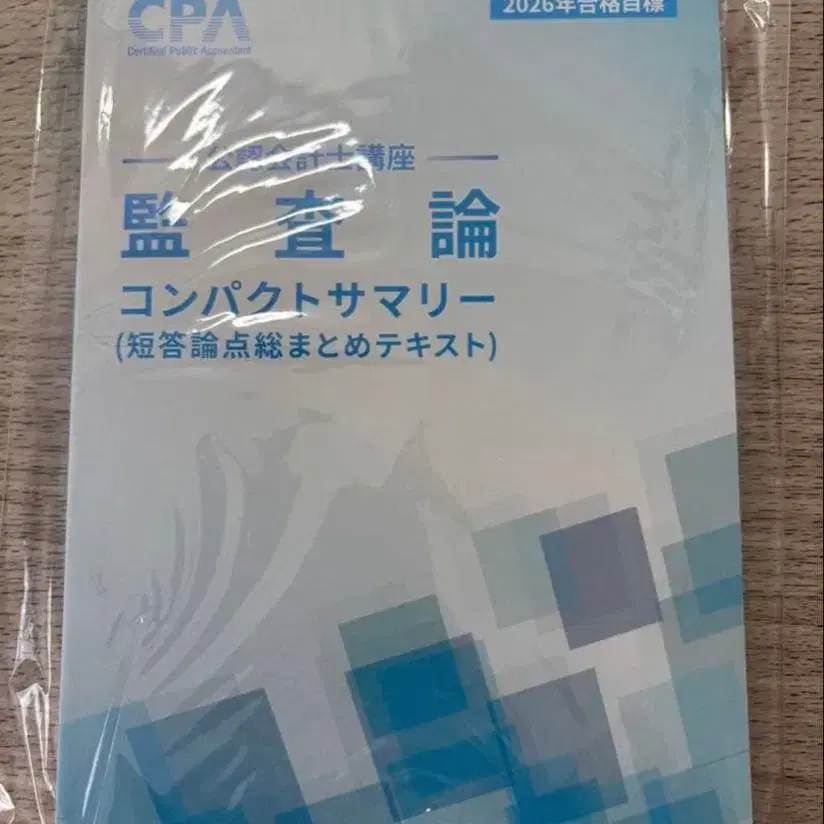 CPA
Certified Public Accountant
2026年合格目標
公認会計士講座
監査論
コンパクトサマリー
(短答論点総まとめテキスト)